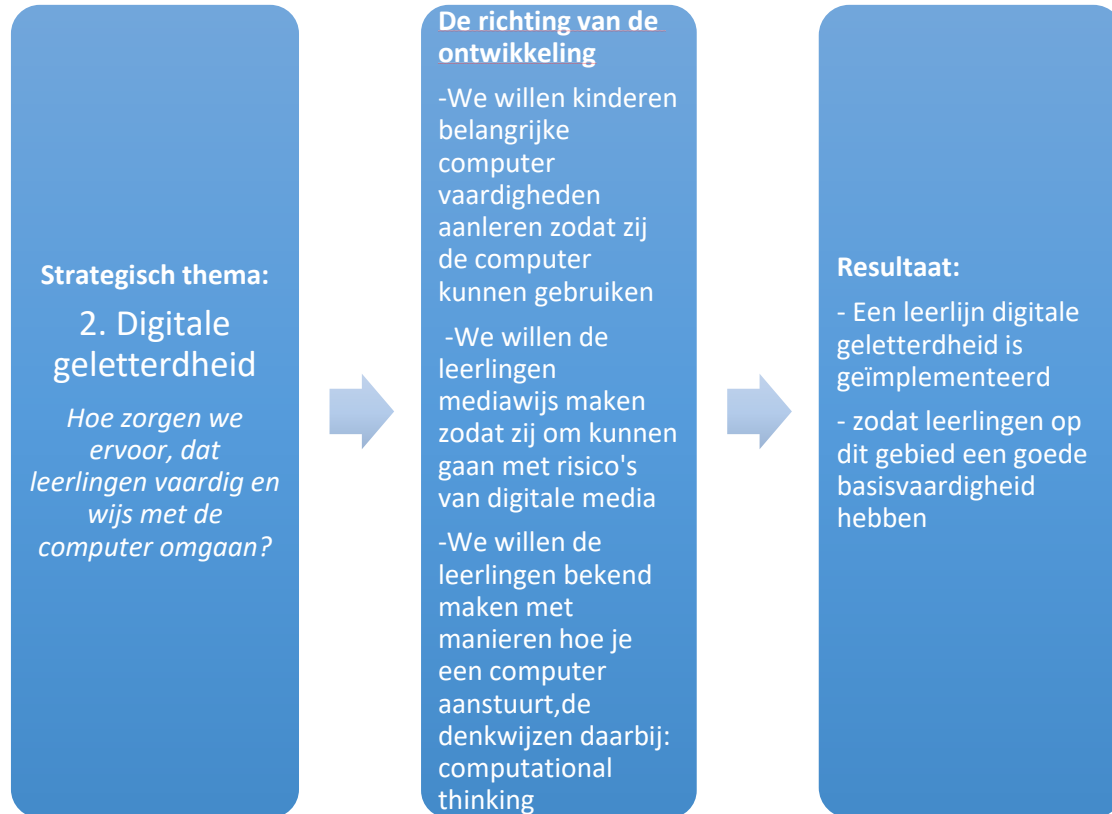 Strategisch thema:
2. Digitale
geletterdheid
Hoe zorgen we
ervoor, dat
leerlingen vaardig en
wijs met de
computer omgaan?
De richting van de
ontwikkeling
-We willen kinderen
belangrijke
computer
vaardigheden
aanleren zodat zij
de computer
kunnen gebruiken
-We willen de
leerlingen
mediawijs maken
zodat zij om kunnen
gaan met risico's
van digitale media
-We willen de
leerlingen bekend
maken met
manieren hoe je
een computer
aanstuurt,de
denkwijzen daarbij:
computational
thinking
Resultaat:
- Een leerlijn digitale
geletterdheid is
geïmplementeerd
- zodat leerlingen op
dit gebied een goede
basisvaardigheid
hebben